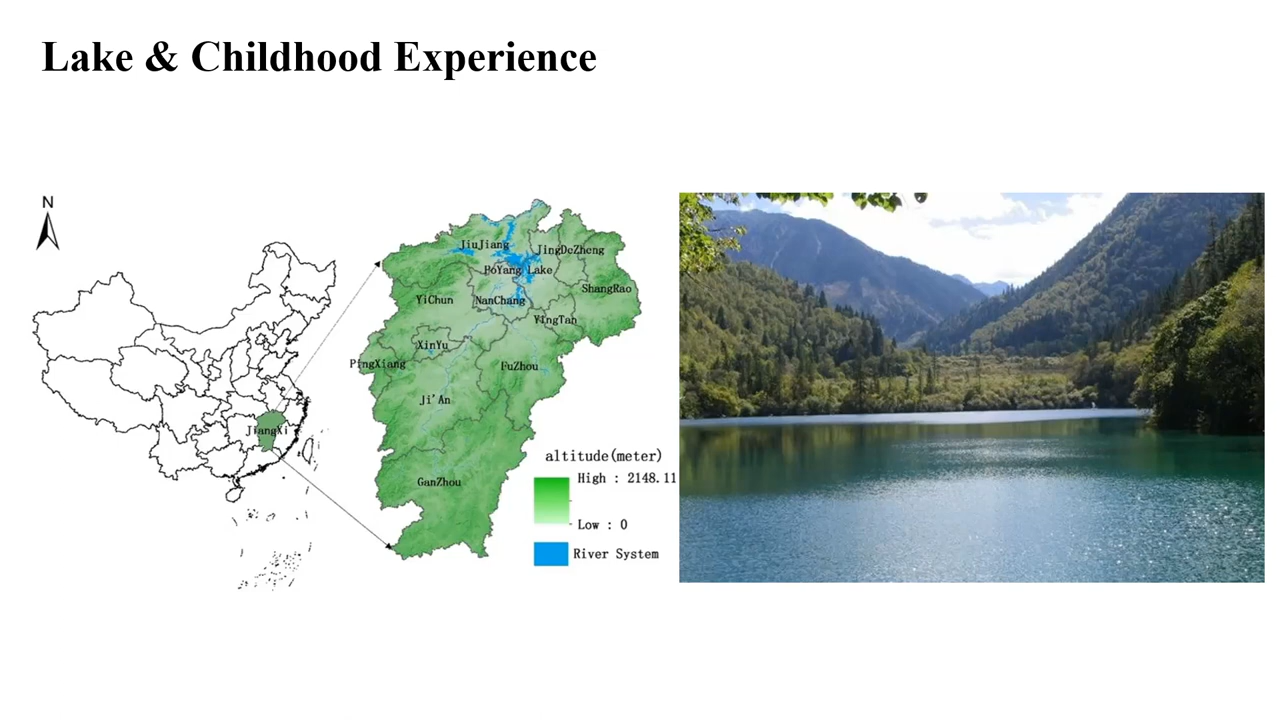 Lake & Childhood Experience
N
JiangXi
JiuJiang
JingDeZheng
PoYang Lake
ShangRao
YiChun
NanChang
YingTan
XinYu
PingXiang
FuZhou
Ji'An
GanZhou
altitude(meter)
High : 2148.11
Low : 0
River System